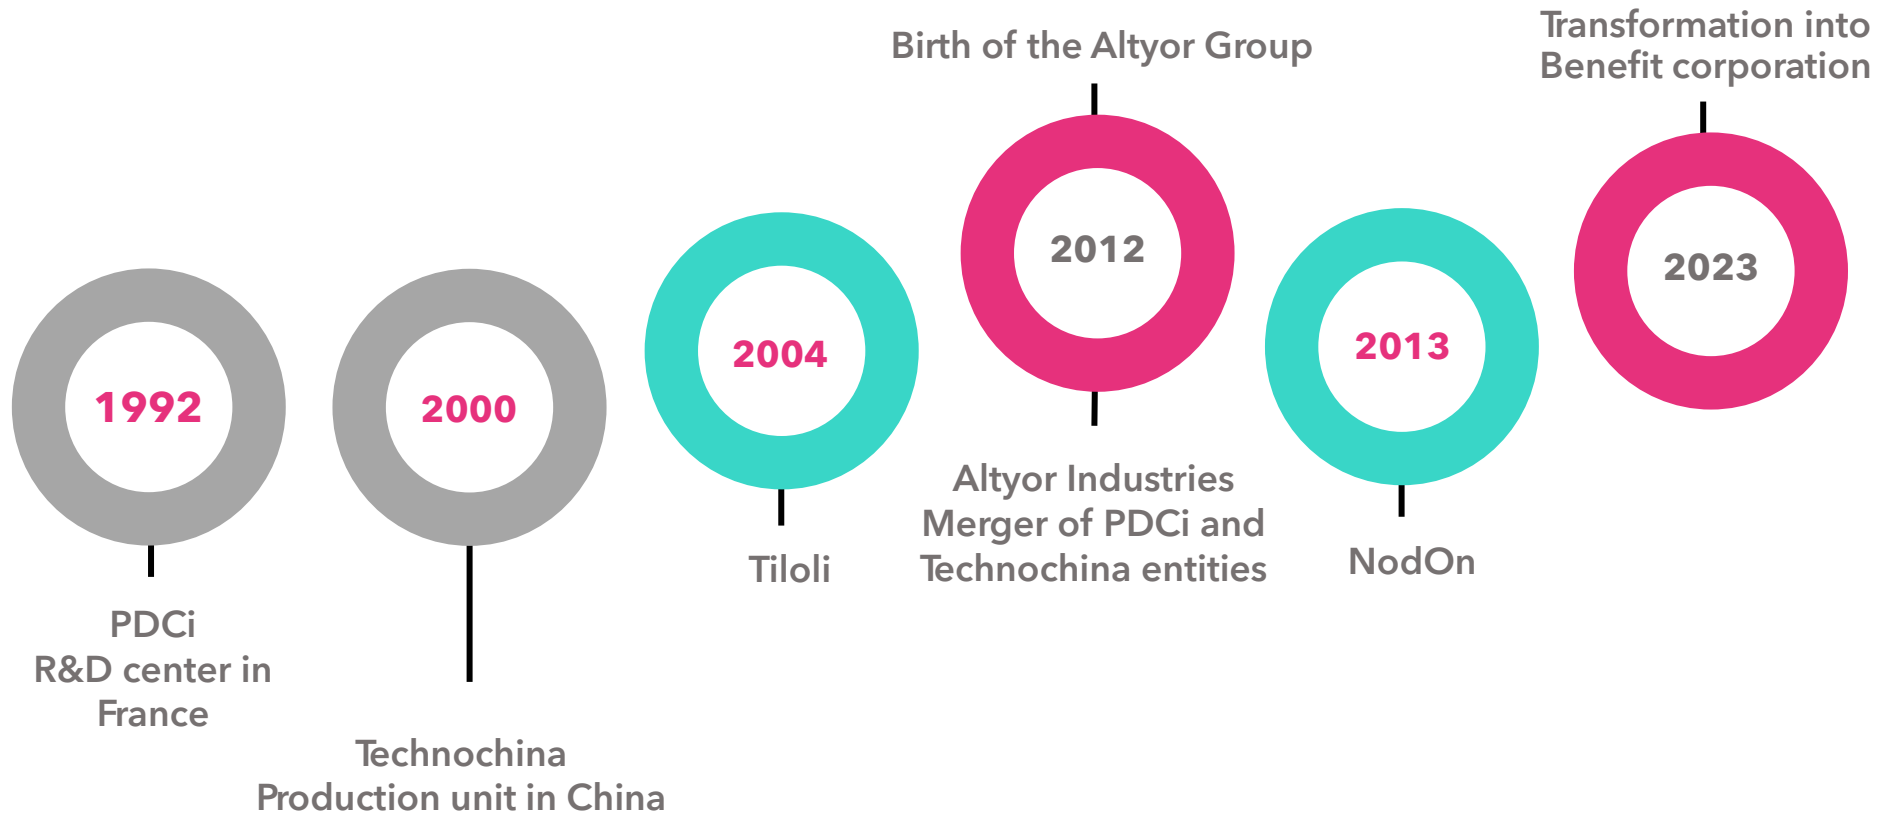 1992
PDCi
R&D center in
France
2000
Technochina
Production unit in China
2004
Tiloli
Birth of the Altyor Group
2012
Altyor Industries
Merger of PDCi and
Technochina entities
2013
NodOn
Transformation into
Benefit corporation
2023